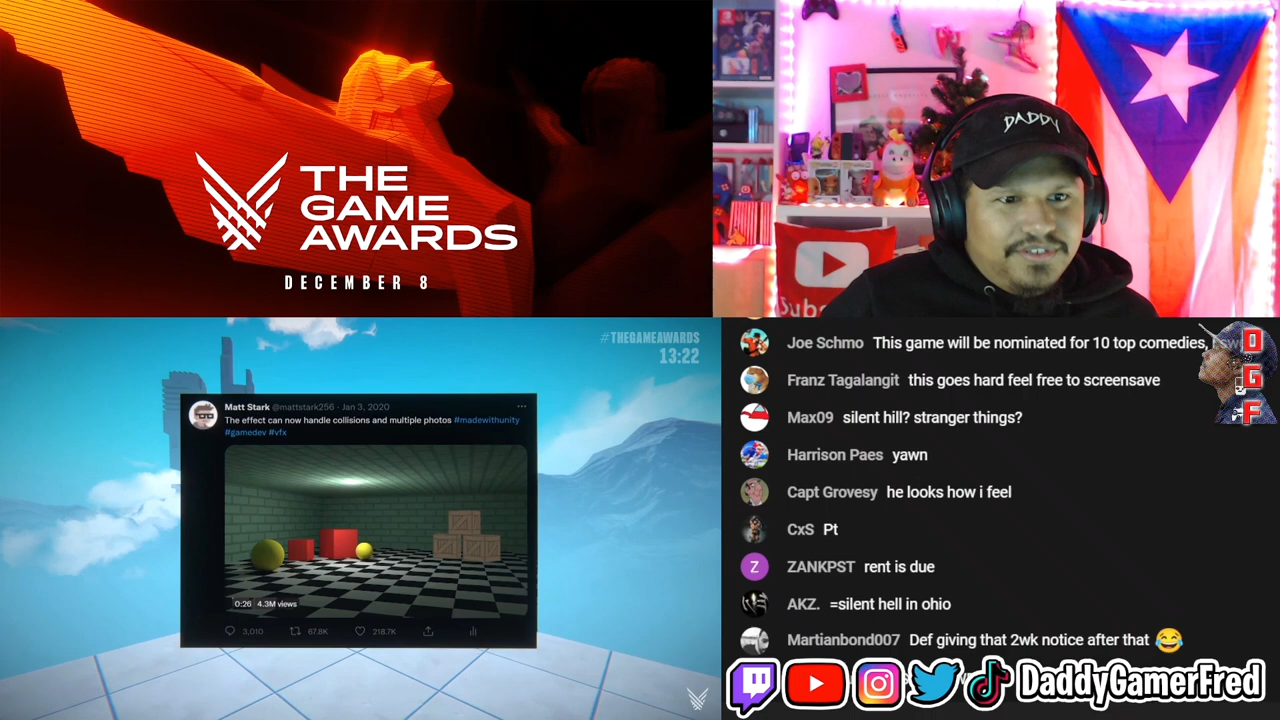 THE
GAME
AWARDS
DECEMBER 8
DADDY
Subs
#THEGAMEAWARDS
13:22
Matt Stark @mattstark256 · Jan 3, 2020
The effect can now handle collisions and multiple photos #madewithunity
#gamedev #vfx
0:26 4.3M views
3,010 67.8K 218.7K
Joe Schmo This game will be nominated for 10 top comedies,
Franz Tagalangit this goes hard feel free to screensave
Max09 silent hill? stranger things?
Harrison Paes yawn
Capt Grovesy he looks how i feel
CxS Pt
Z ZANKPST rent is due
AKZ. =silent hell in ohio
Martianbond007 Def giving that 2wk notice after that 😂
DGF
DaddyGamerFred